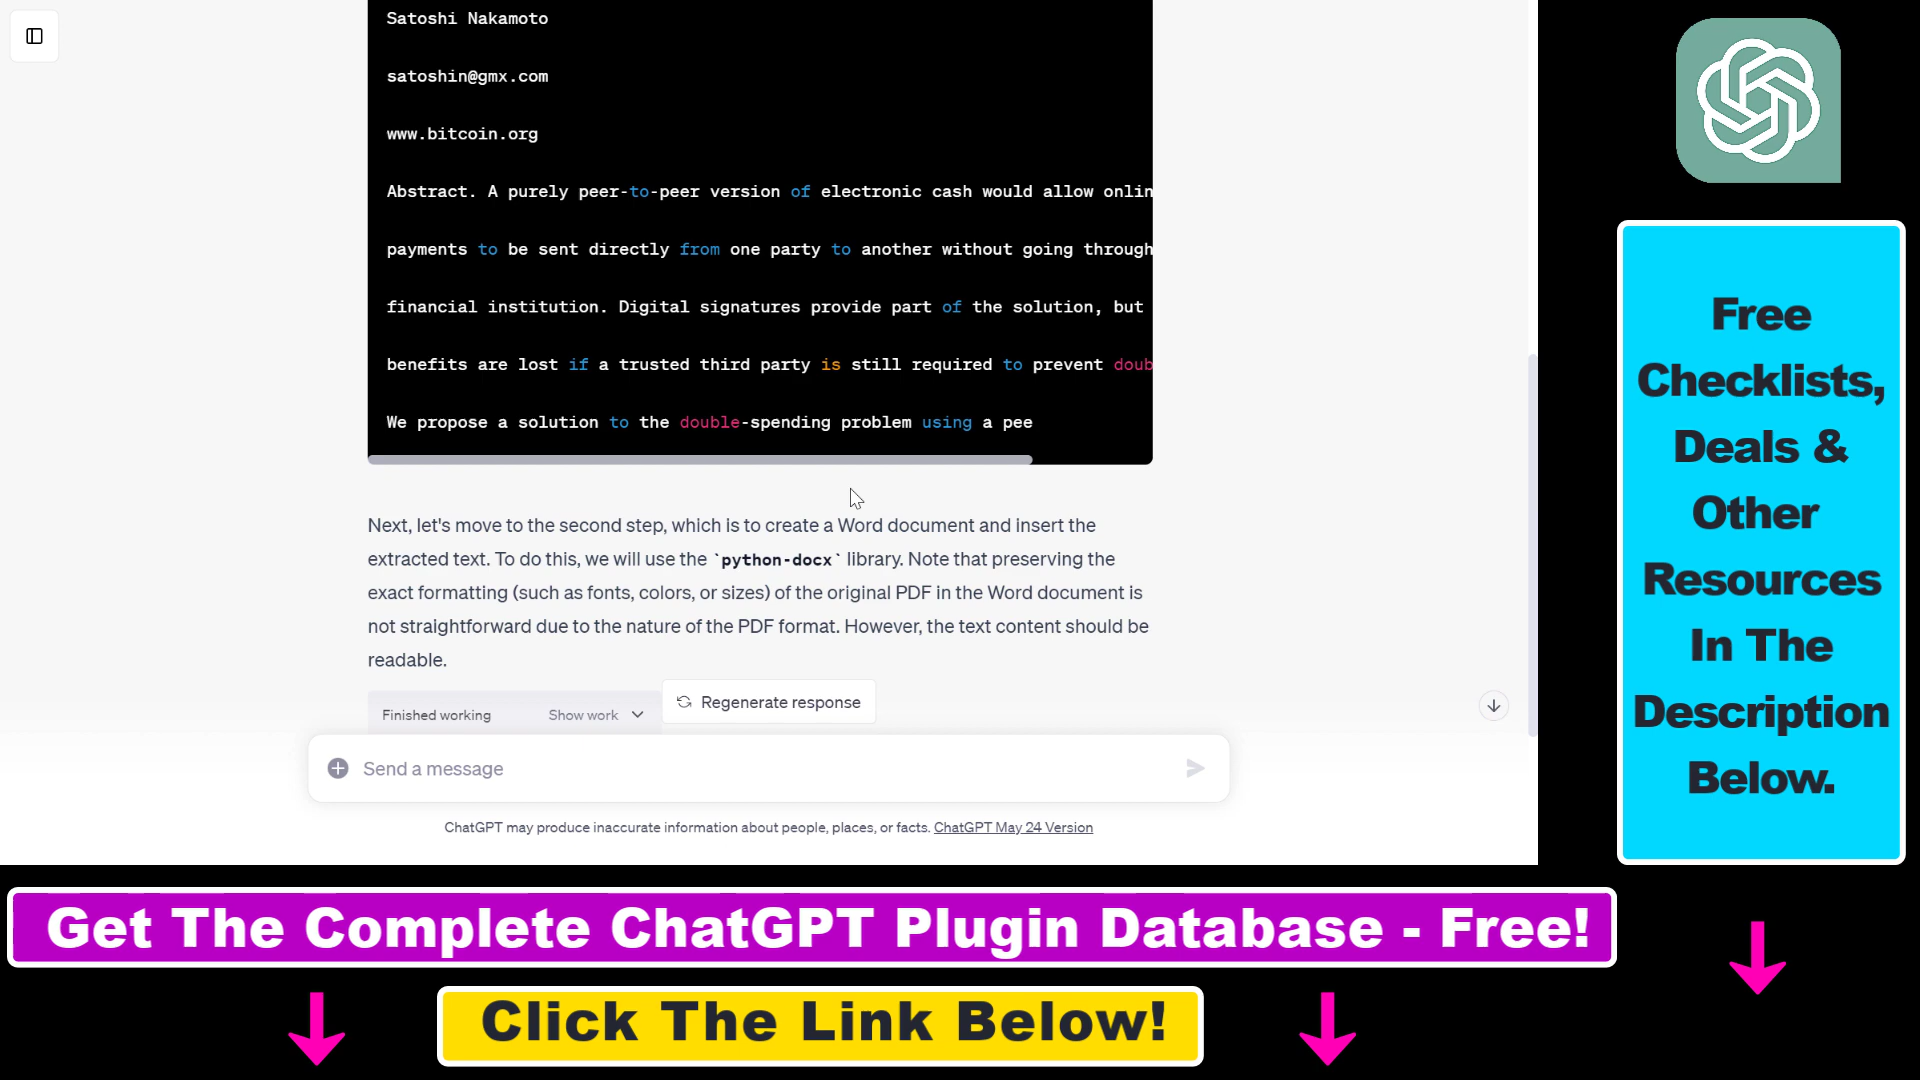 Satoshi Nakamoto
satoshin@gmx.com
www.bitcoin.org
Abstract. A purely peer-to-peer version of electronic cash would allow onlin
payments to be sent directly from one party to another without going through
financial institution. Digital signatures provide part of the solution, but
benefits are lost if a trusted third party is still required to prevent doub
We propose a solution to the double-spending problem using a pee
Next, let's move to the second step, which is to create a Word document and insert the
extracted text. To do this, we will use the `python-docx` library. Note that preserving the
exact formatting (such as fonts, colors, or sizes) of the original PDF in the Word document is
not straightforward due to the nature of the PDF format. However, the text content should be
readable.
Finished working Show work
Regenerate response
Send a message
ChatGPT may produce inaccurate information about people, places, or facts. ChatGPT May 24 Version
Free
Checklists,
Deals &
Other
Resources
In The
Description
Below.
Get The Complete ChatGPT Plugin Database - Free!
Click The Link Below!